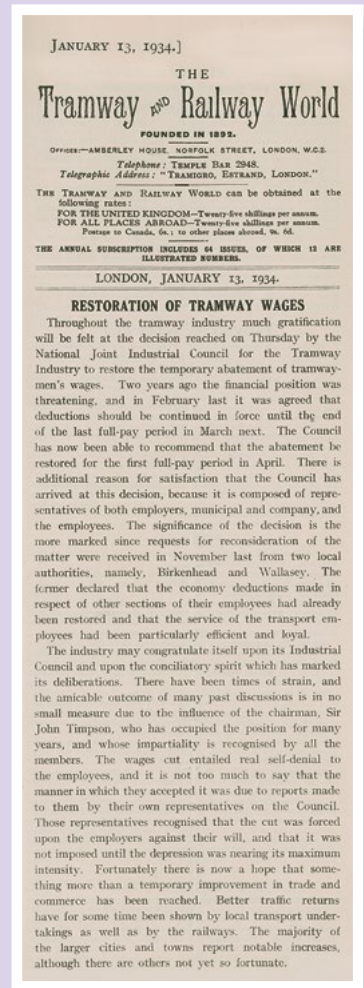 JANUARY 13, 1934.]
THE
Tramway AND Railway World
FOUNDED IN 1892.
OFFICES:—AMBERLEY HOUSE, NORFOLK STREET, LONDON, W.C.2.
Telephone: TEMPLE BAR 2948.
Telegraphic Address: "TRAMIGRO, ESTRAND, LONDON."
THE TRAMWAY AND RAILWAY WORLD can be obtained at the
following rates:
FOR THE UNITED KINGDOM—Twenty-five shillings per annum.
FOR ALL PLACES ABROAD—Twenty-five shillings per annum.
Postage to Canada, 6s.; to other places abroad, 9s. 6d.
THE ANNUAL SUBSCRIPTION INCLUDES 64 ISSUES, OF WHICH 12 ARE
ILLUSTRATED NUMBERS.
LONDON, JANUARY 13, 1934.
RESTORATION OF TRAMWAY WAGES
Throughout the tramway industry much gratification
will be felt at the decision reached on Thursday by the
National Joint Industrial Council for the Tramway
Industry to restore the temporary abatement of tramway-
men's wages. Two years ago the financial position was
threatening, and in February last it was agreed that
deductions should be continued in force until the end
of the last full-pay period in March next. The Council
has now been able to recommend that the abatement be
restored for the first full-pay period in April. There is
additional reason for satisfaction that the Council has
arrived at this decision, because it is composed of repre-
sentatives of both employers, municipal and company, and
the employees. The significance of the decision is the
more marked since requests for reconsideration of the
matter were received in November last from two local
authorities, namely, Birkenhead and Wallasey. The
former declared that the economy deductions made in
respect of other sections of their employees had already
been restored and that the service of the transport em-
ployees had been particularly efficient and loyal.
The industry may congratulate itself upon its Industrial
Council and upon the conciliatory spirit which has marked
its deliberations. There have been times of strain, and
the amicable outcome of many past discussions is in no
small measure due to the influence of the chairman, Sir
John Timpson, who has occupied the position for many
years, and whose impartiality is recognised by all the
members. The wages cut entailed real self-denial to
the employees, and it is not too much to say that the
manner in which they accepted it was due to reports made
to them by their own representatives on the Council.
Those representatives recognised that the cut was forced
upon the employers against their will, and that it was
not imposed until the depression was nearing its maximum
intensity. Fortunately there is now a hope that some-
thing more than a temporary improvement in trade and
commerce has been reached. Better traffic returns
have for some time been shown by local transport under-
takings as well as by the railways. The majority of
the larger cities and towns report notable increases,
although there are others not yet so fortunate.